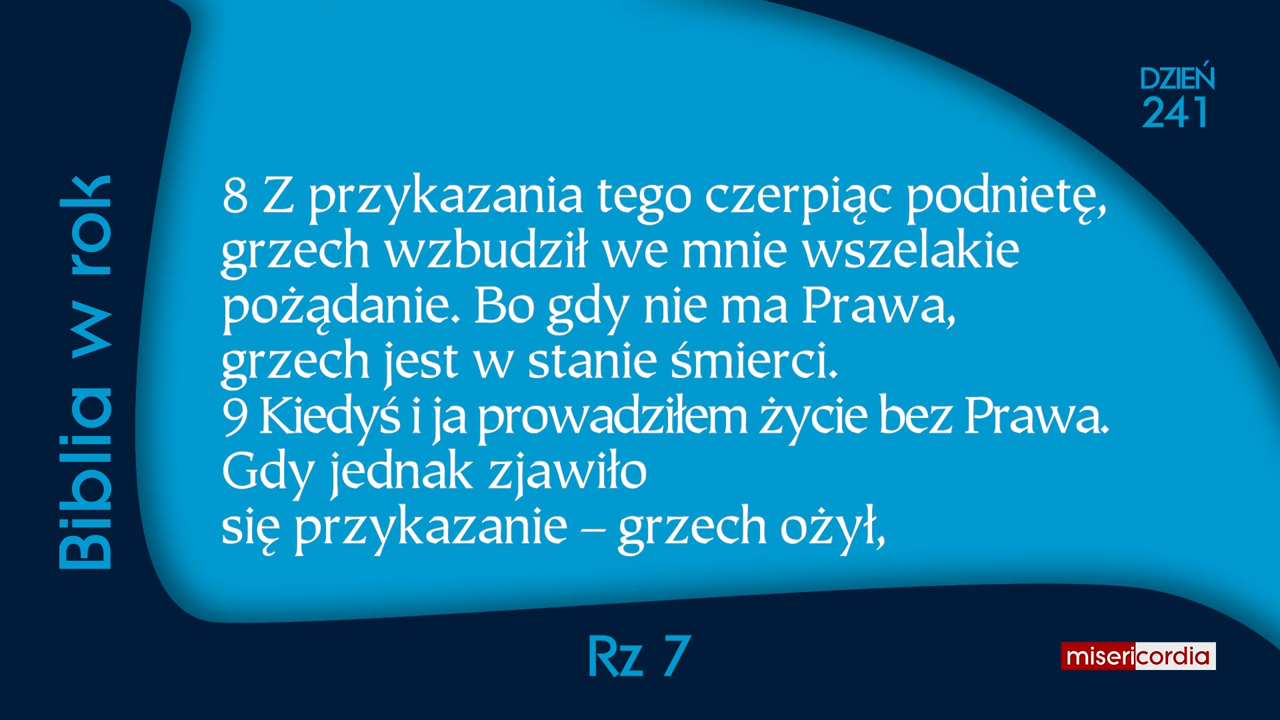 DZIEŃ
241
Biblia w rok
8 Z przykazania tego czerpiąc podnietę,
grzech wzbudził we mnie wszelakie
pożądanie. Bo gdy nie ma Prawa,
grzech jest w stanie śmierci.
9 Kiedyś i ja prowadziłem życie bez Prawa.
Gdy jednak zjawiło
się przykazanie – grzech ożył,
Rz 7
misericordia